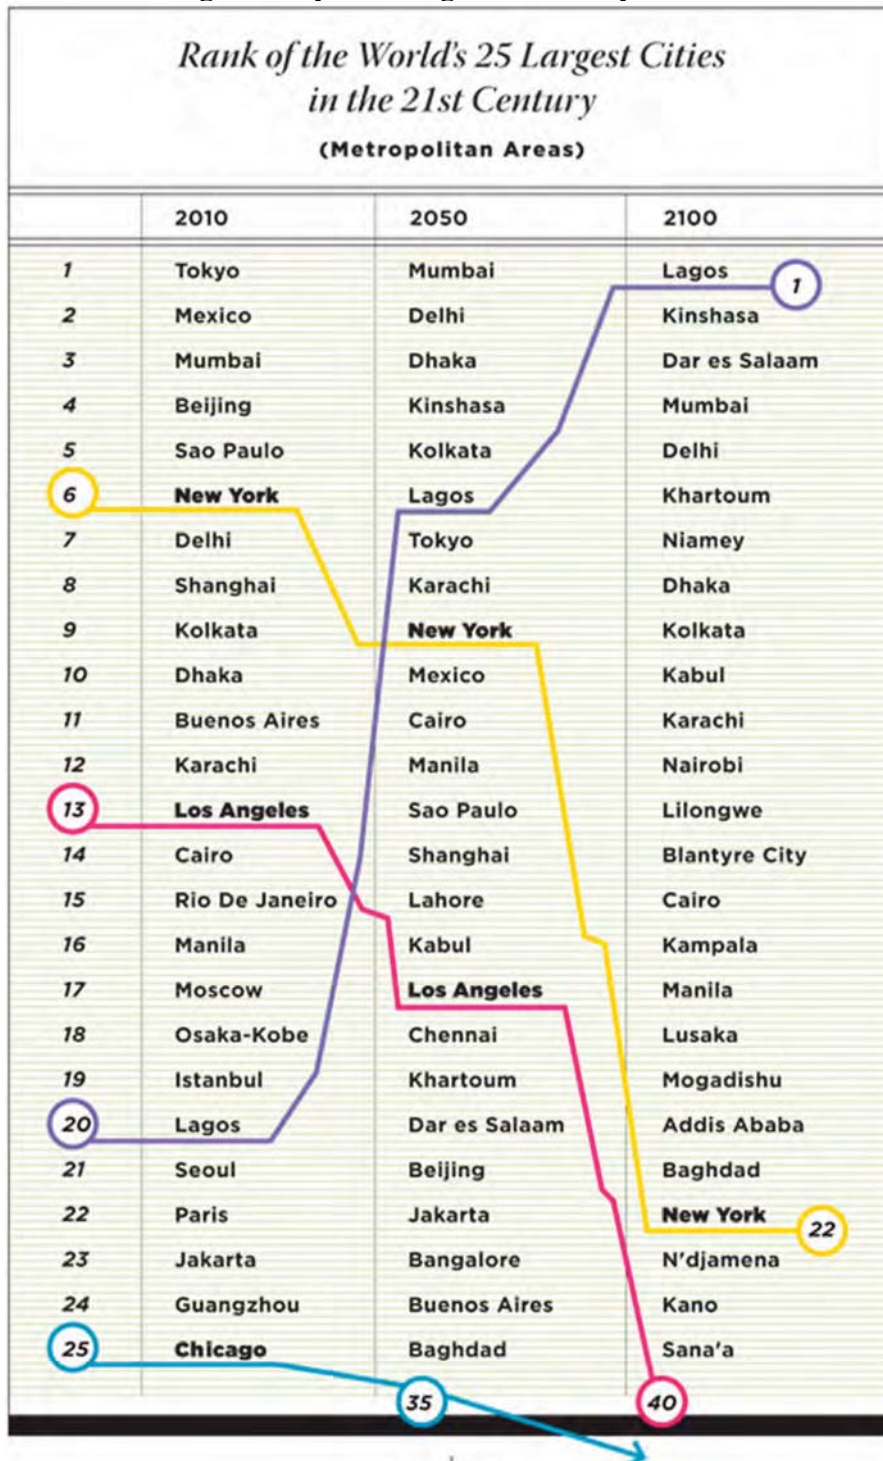 Rank of the World's 25 Largest Cities
in the 21st Century
(Metropolitan Areas)
2010 2050 2100
1 Tokyo Mumbai Lagos 1
2 Mexico Delhi Kinshasa
3 Mumbai Dhaka Dar es Salaam
4 Beijing Kinshasa Mumbai
5 Sao Paulo Kolkata Delhi
6 New York Lagos Khartoum
7 Delhi Tokyo Niamey
8 Shanghai Karachi Dhaka
9 Kolkata New York Kolkata
10 Dhaka Mexico Kabul
11 Buenos Aires Cairo Karachi
12 Karachi Manila Nairobi
13 Los Angeles Sao Paulo Lilongwe
14 Cairo Shanghai Blantyre City
15 Rio De Janeiro Lahore Cairo
16 Manila Kabul Kampala
17 Moscow Los Angeles Manila
18 Osaka-Kobe Chennai Lusaka
19 Istanbul Khartoum Mogadishu
20 Lagos Dar es Salaam Addis Ababa
21 Seoul Beijing Baghdad
22 Paris Jakarta New York 22
23 Jakarta Bangalore N'djamena
24 Guangzhou Buenos Aires Kano
25 Chicago Baghdad Sana'a
35 40